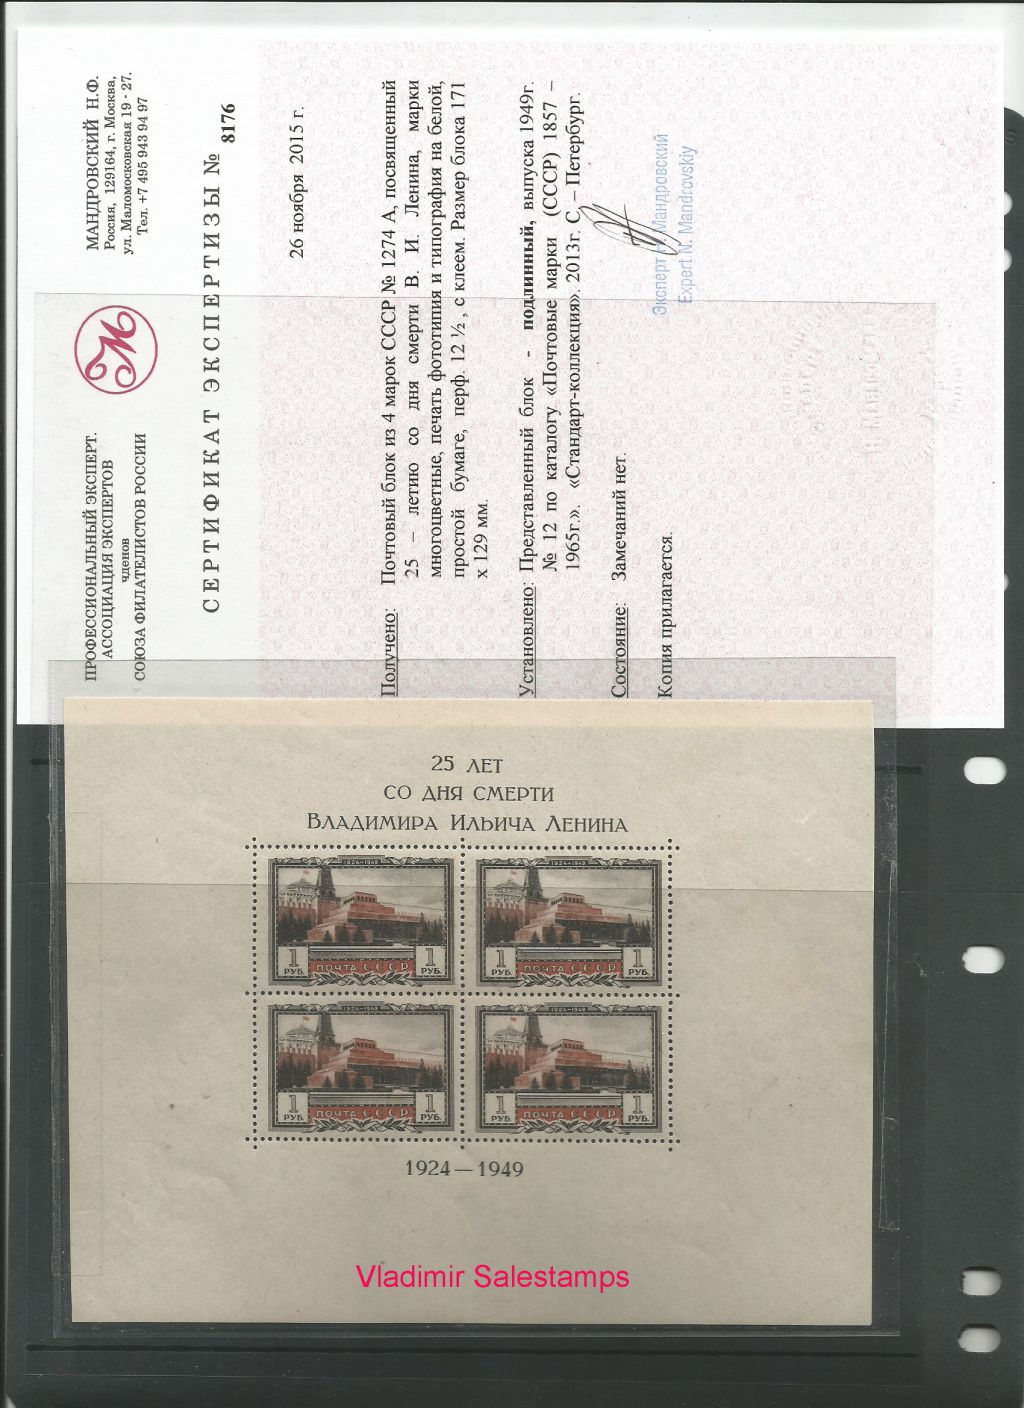 МАНДРОВСКИЙ Н.Ф.
Россия, 129164, г. Москва,
ул. Маломосковская 19 - 27.
Тел. +7 495 943 94 97
ПРОФЕССИОНАЛЬНЫЙ ЭКСПЕРТ.
АССОЦИАЦИЯ ЭКСПЕРТОВ
членов
СОЮЗА ФИЛАТЕЛИСТОВ РОССИИ
СЕРТИФИКАТ ЭКСПЕРТИЗЫ № 8176
26 ноября 2015 г.
Получено: Почтовый блок из 4 марок СССР № 1274 А, посвященный
25 – летию со дня смерти В. И. Ленина, марки
многоцветные, печать фототипия и типография на белой,
простой бумаге, перф. 12 ½ , с клеем. Размер блока 171
х 129 мм.
Установлено: Представленный блок - подлинный, выпуска 1949г.
№ 12 по каталогу «Почтовые марки (СССР) 1857 –
1965г.». «Стандарт-коллекция». 2013г. С. – Петербург.
Состояние: Замечаний нет.
Копия прилагается.
Эксперт Н. Мандровский
Expert N. Mandrovskiy
25 ЛЕТ
СО ДНЯ СМЕРТИ
ВЛАДИМИРА ИЛЬИЧА ЛЕНИНА
1924-1949
1924-1949
1 РУБ. ПОЧТА СССР 1 РУБ.
1 РУБ. ПОЧТА СССР 1 РУБ.
1924-1949
1924-1949
1 РУБ. ПОЧТА СССР 1 РУБ.
1 РУБ. ПОЧТА СССР 1 РУБ.
1924—1949
Vladimir Salestamps